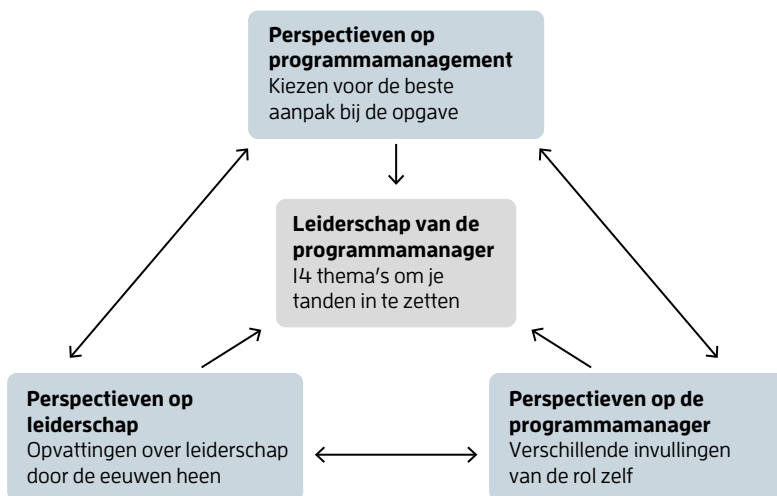 Perspectieven op
programmamanagement
Kiezen voor de beste
aanpak bij de opgave
Leiderschap van de
programmamanager
14 thema's om je
tanden in te zetten
Perspectieven op
leiderschap
Opvattingen over leiderschap
door de eeuwen heen
Perspectieven op de
programmamanager
Verschillende invullingen
van de rol zelf